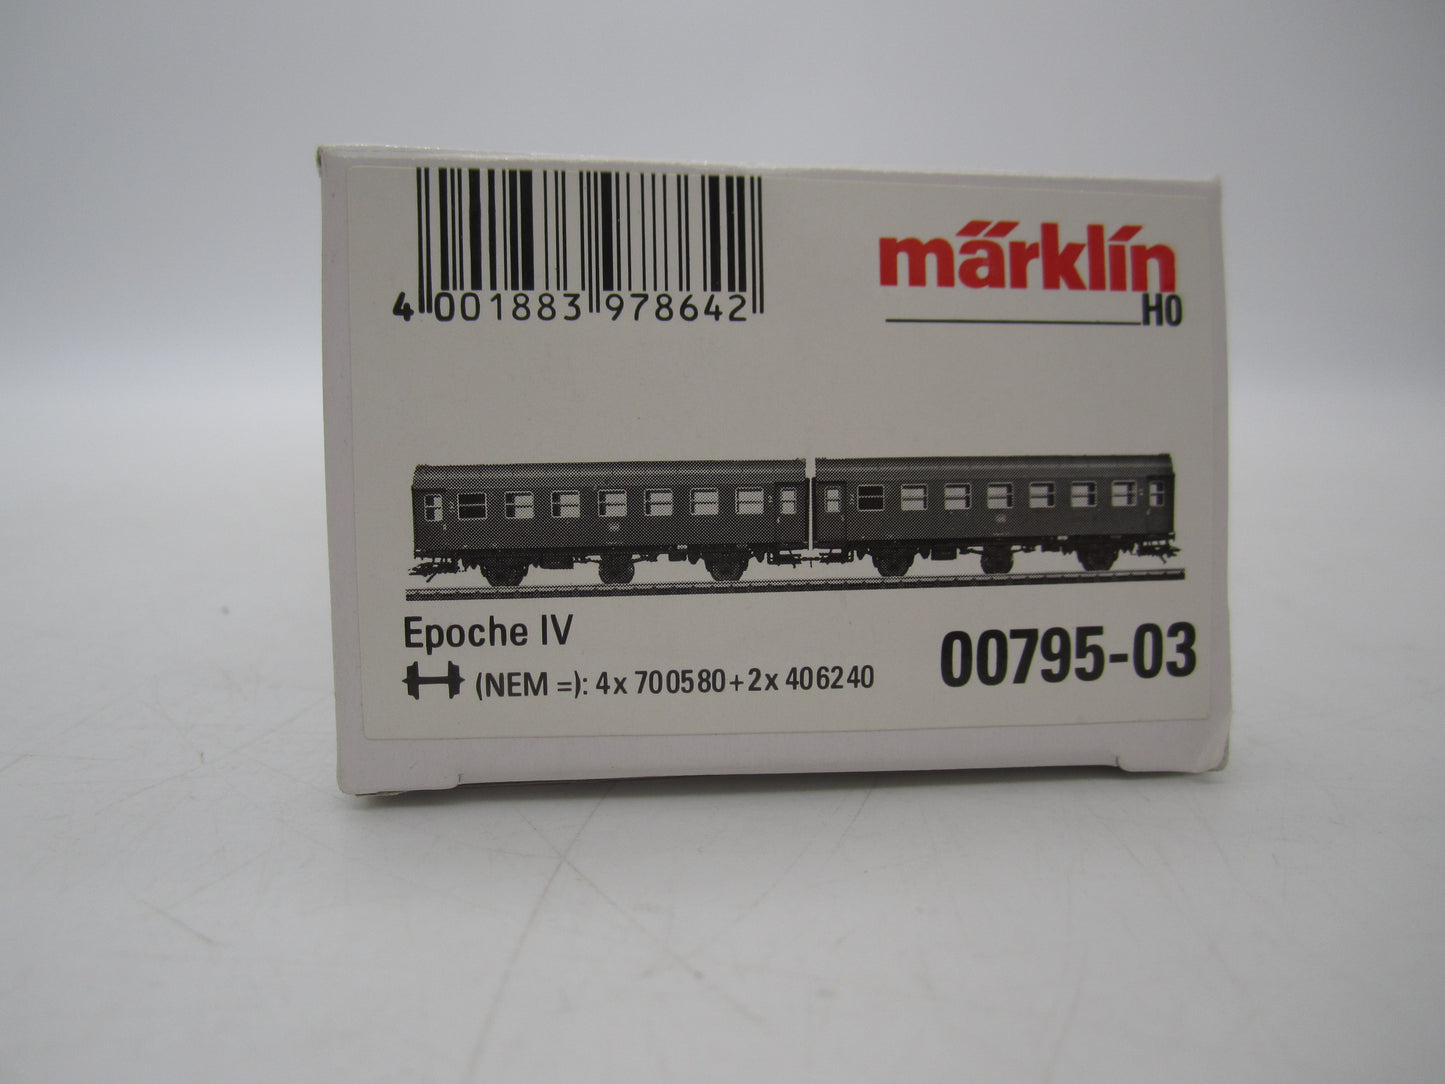 4 001883 978642
märklin
H0
Epoche IV
(NEM =): 4x 700580 + 2x 406240
00795-03